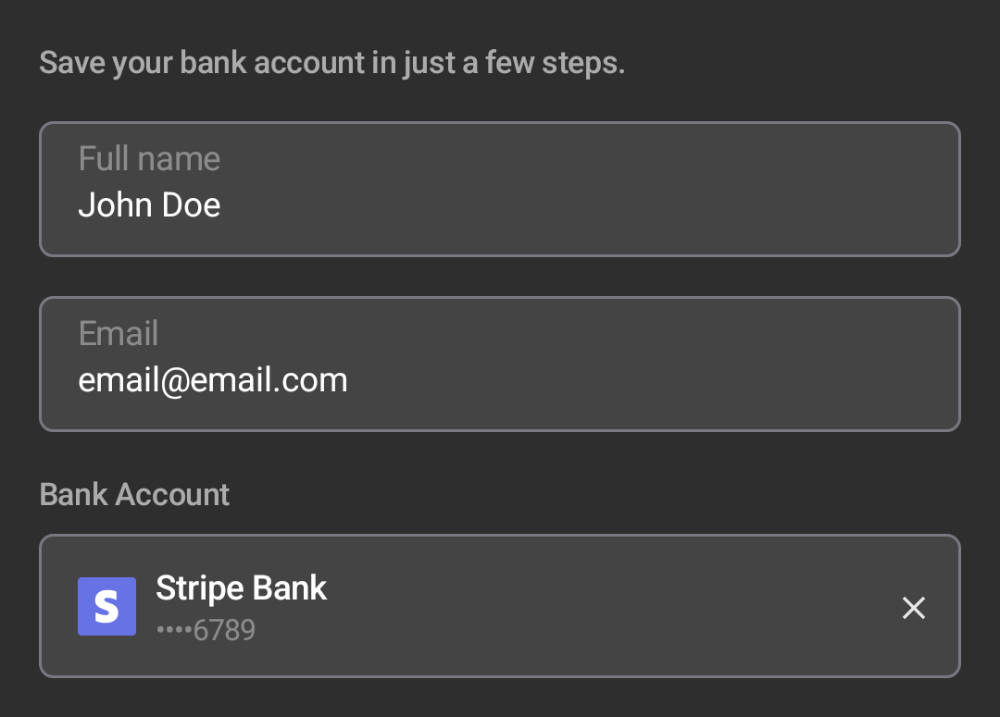 Save your bank account in just a few steps.
Full name
John Doe
Email
email@email.com
Bank Account
S
Stripe Bank
••••6789